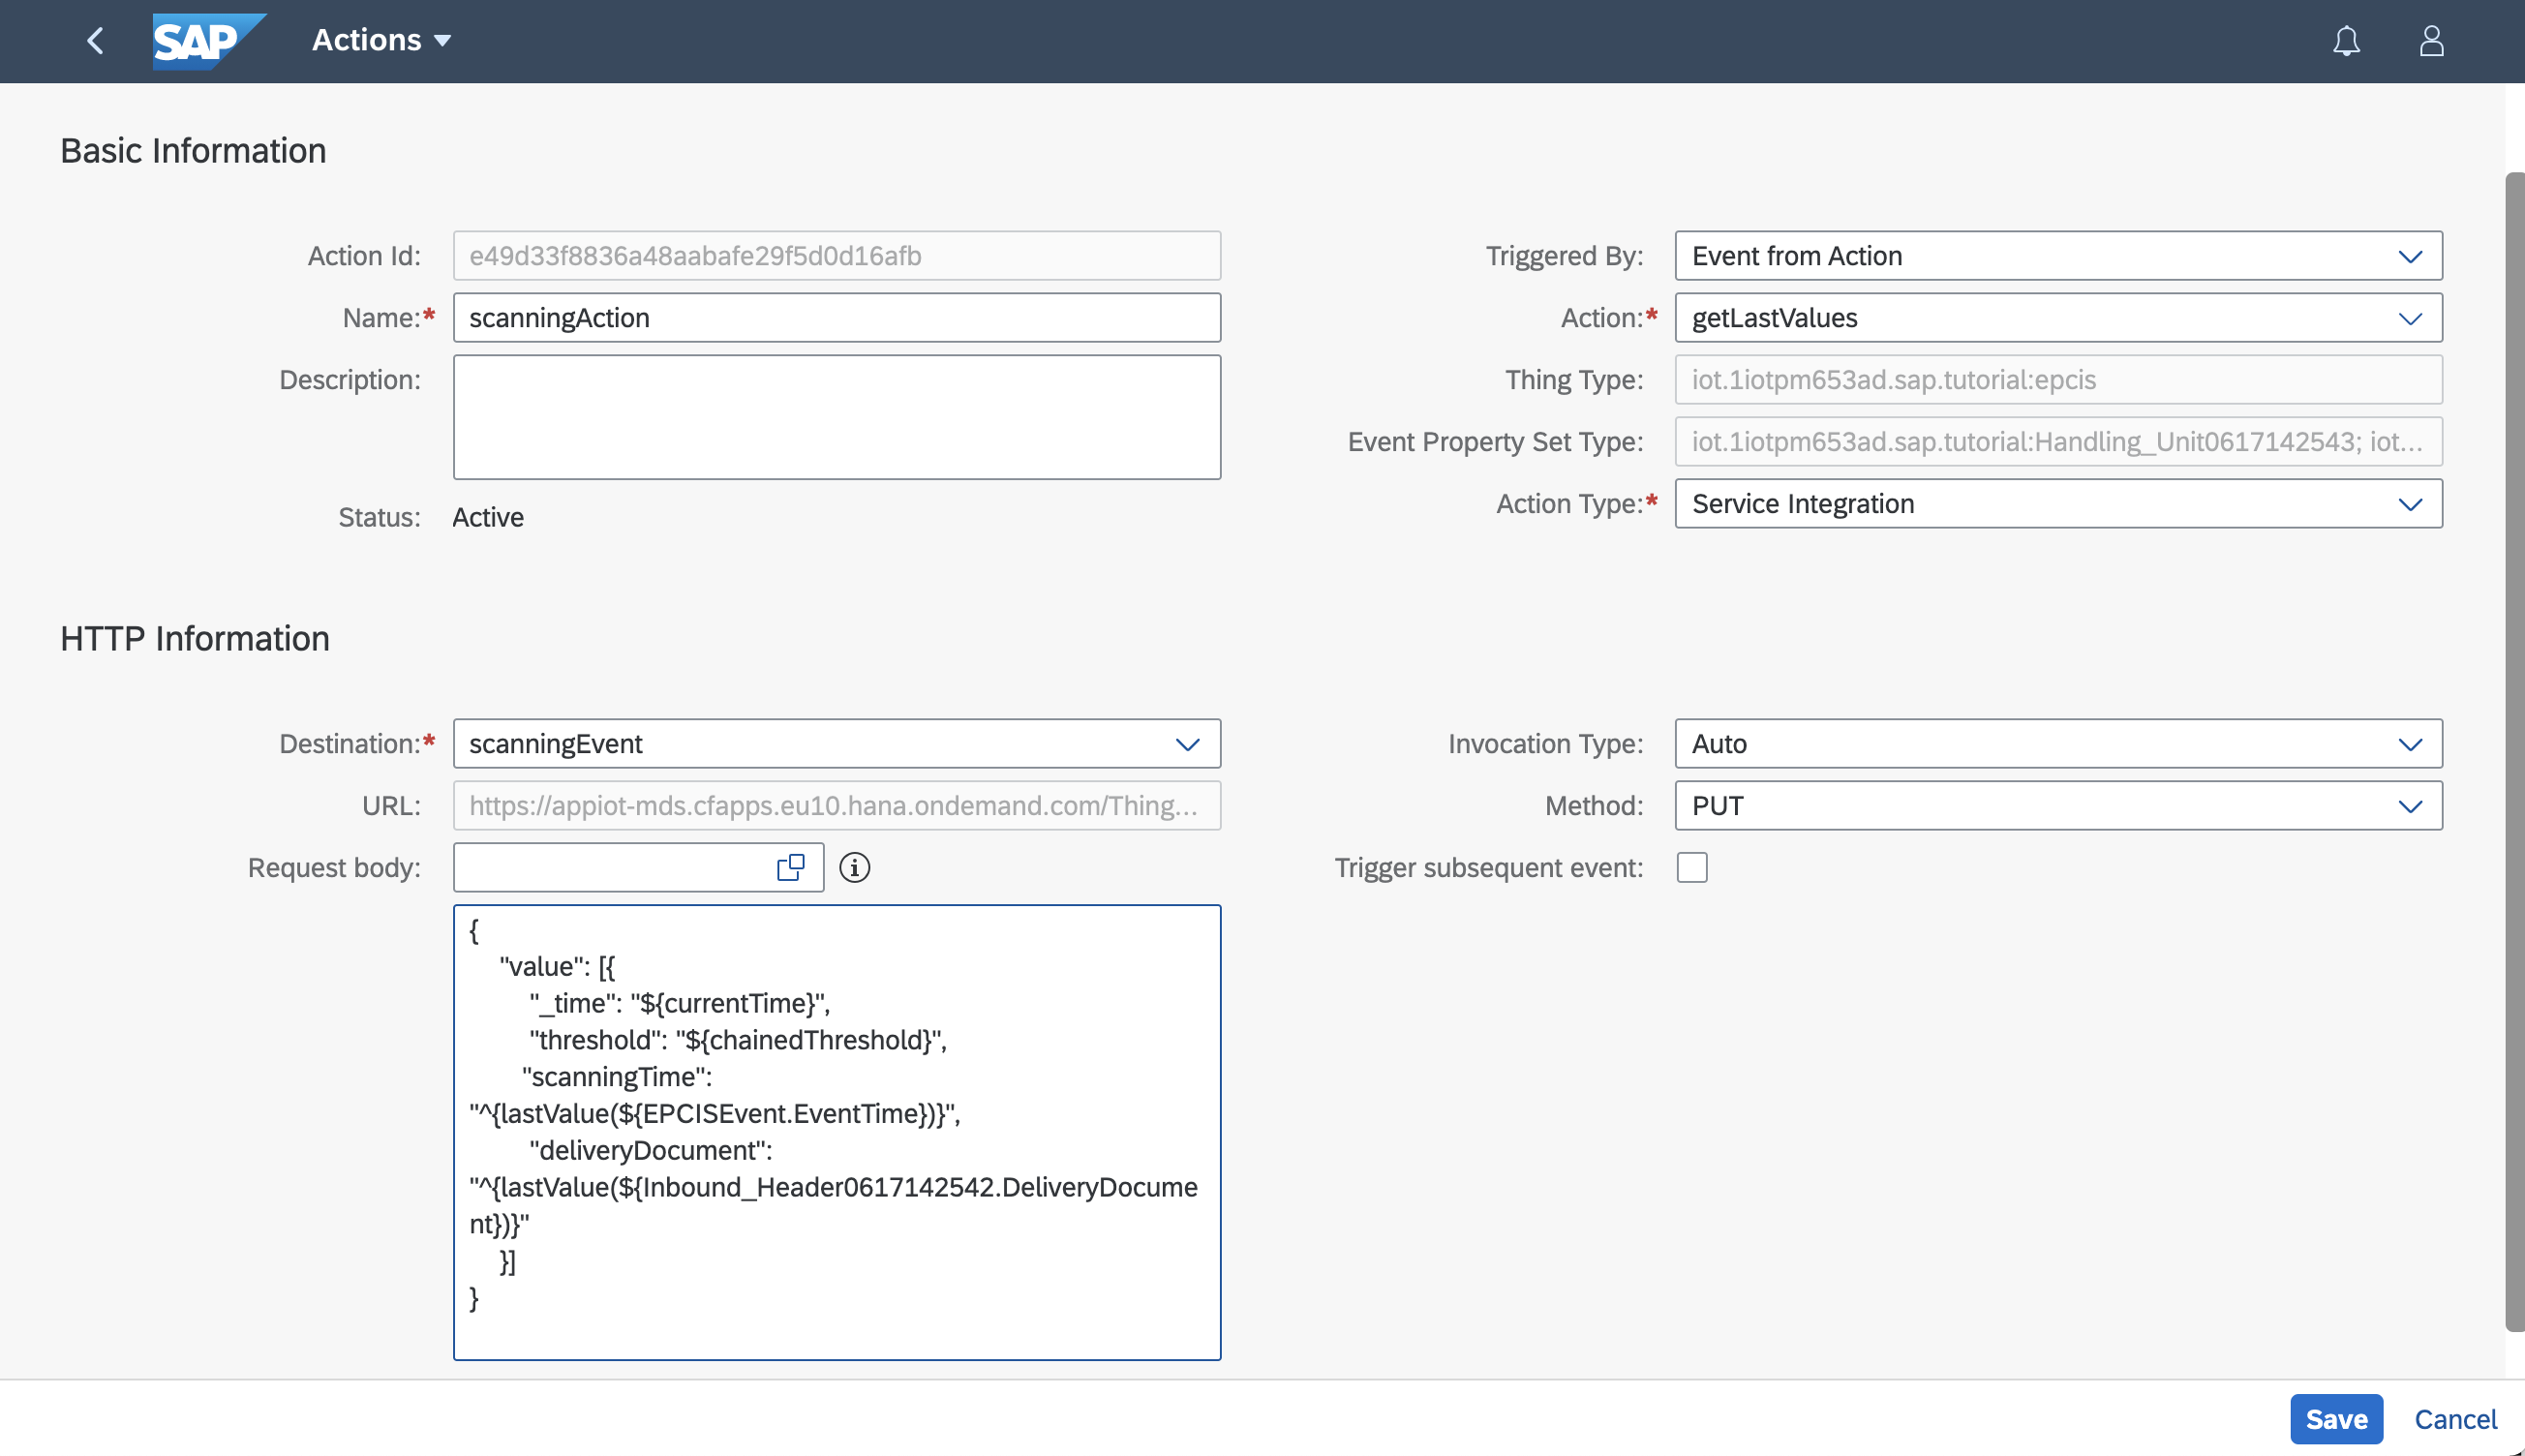 SAP Actions
Basic Information
Action Id: e49d33f8836a48aabafe29f5d0d16afb
Name:* scanningAction
Description:
Status: Active
Triggered By: Event from Action
Action:* getLastValues
Thing Type: iot.1iotpm653ad.sap.tutorial:epcis
Event Property Set Type: iot.1iotpm653ad.sap.tutorial:Handling_Unit0617142543; iot...
Action Type:* Service Integration
HTTP Information
Destination:* scanningEvent
URL: https://appiot-mds.cfapps.eu10.hana.ondemand.com/Thing...
Request body:
{
"value": [{
"_time": "${currentTime}",
"threshold": "${chainedThreshold}",
"scanningTime":
"^{lastValue(${EPCISEvent.EventTime})}",
"deliveryDocument":
"^{lastValue(${Inbound_Header0617142542.DeliveryDocume
nt})}"
}]
}
Invocation Type: Auto
Method: PUT
Trigger subsequent event:
Save Cancel